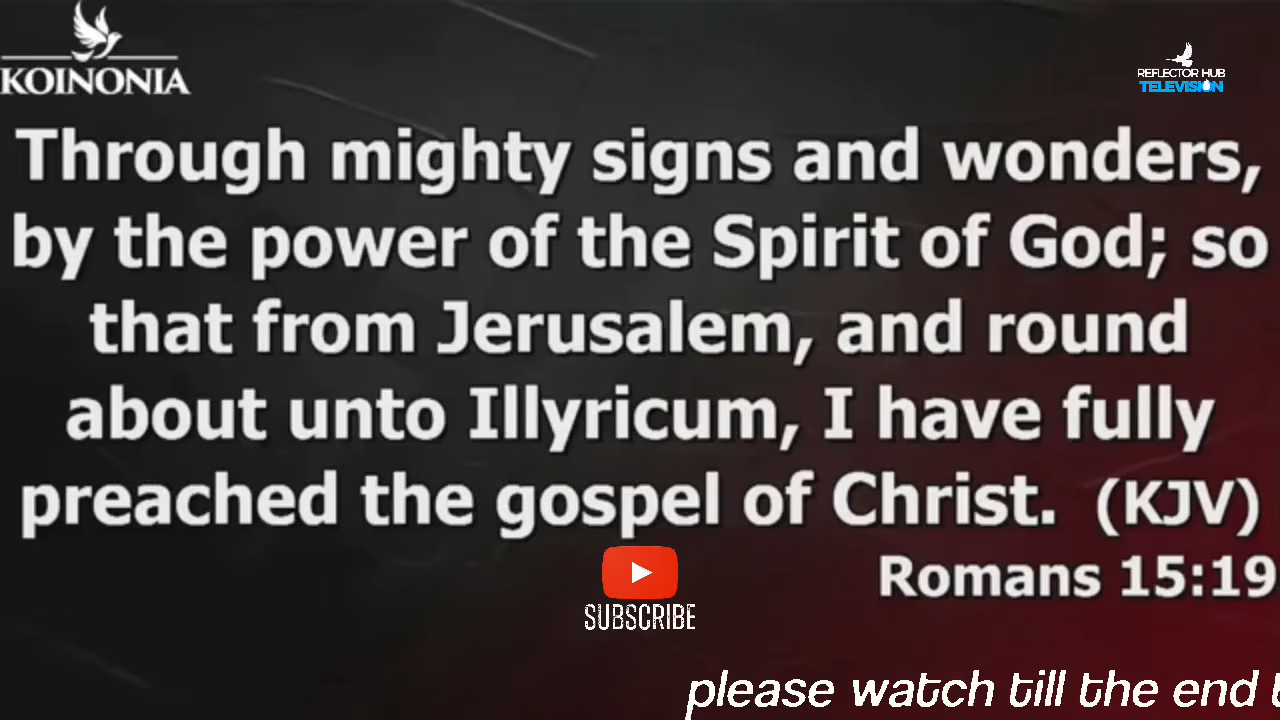 KOINONIA
REFLECTOR HUB
TELEVISION
Through mighty signs and wonders,
by the power of the Spirit of God; so
that from Jerusalem, and round
about unto Illyricum, I have fully
preached the gospel of Christ. (KJV)
Romans 15:19
SUBSCRIBE
please watch till the end